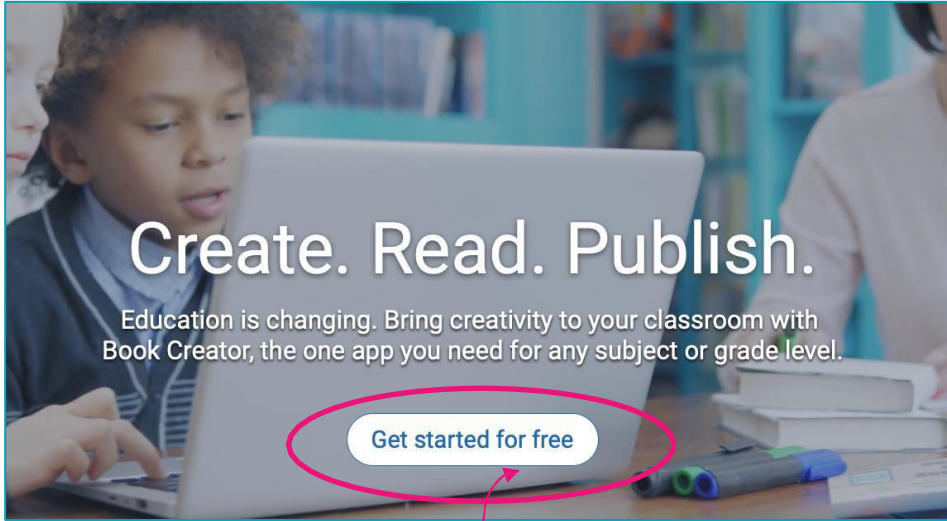 Create. Read. Publish.
Education is changing. Bring creativity to your classroom with
Book Creator, the one app you need for any subject or grade level.
Get started for free